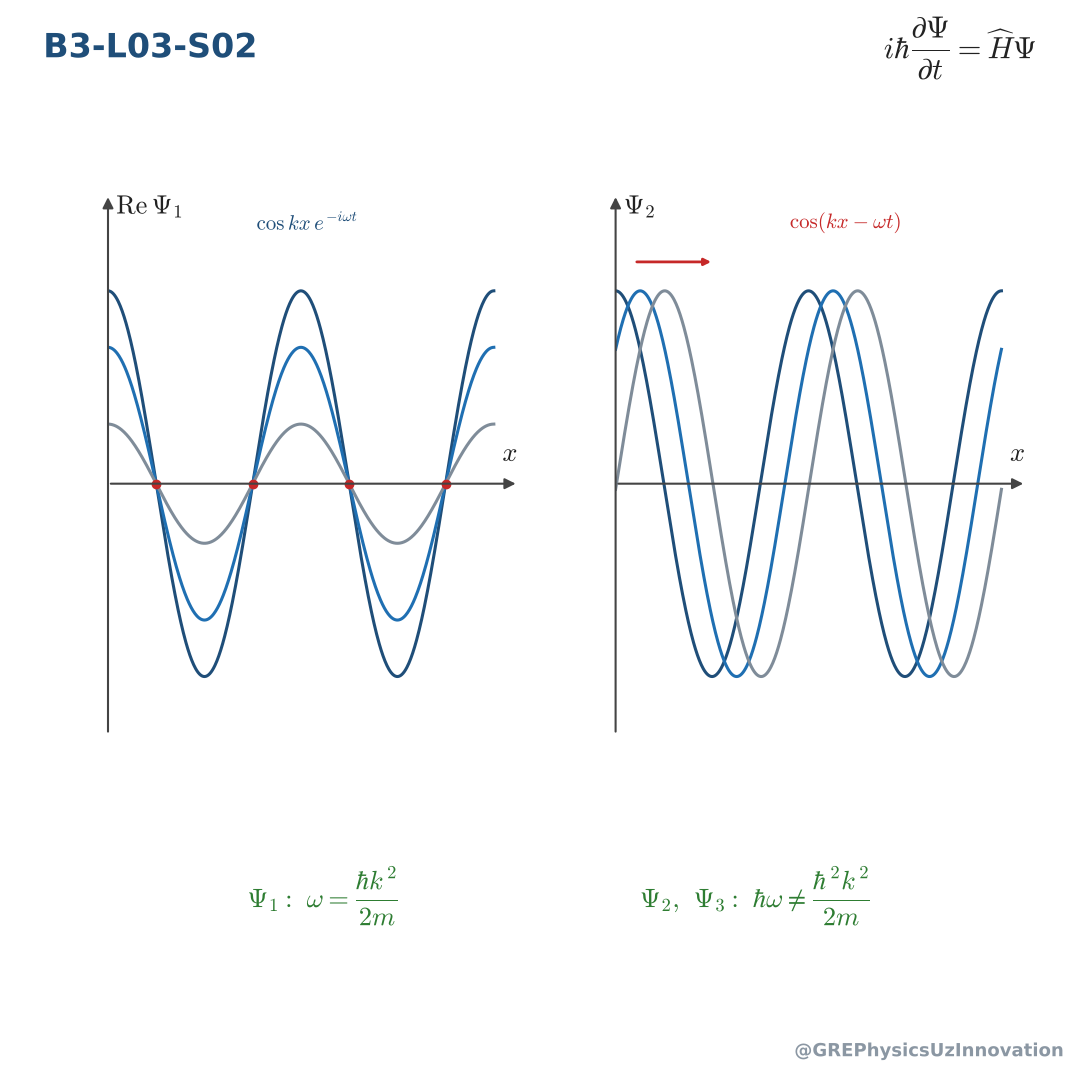 B3-L03-S02
iħ ∂Ψ/∂t = ĤΨ
Re Ψ₁
cos kx e^{−iωt}
x
Ψ₂
cos(kx − ωt)
x
Ψ₁ : ω = ħk²/2m
Ψ₂, Ψ₃ : ħω ≠ ħ²k²/2m
@GREPhysicsUzInnovation